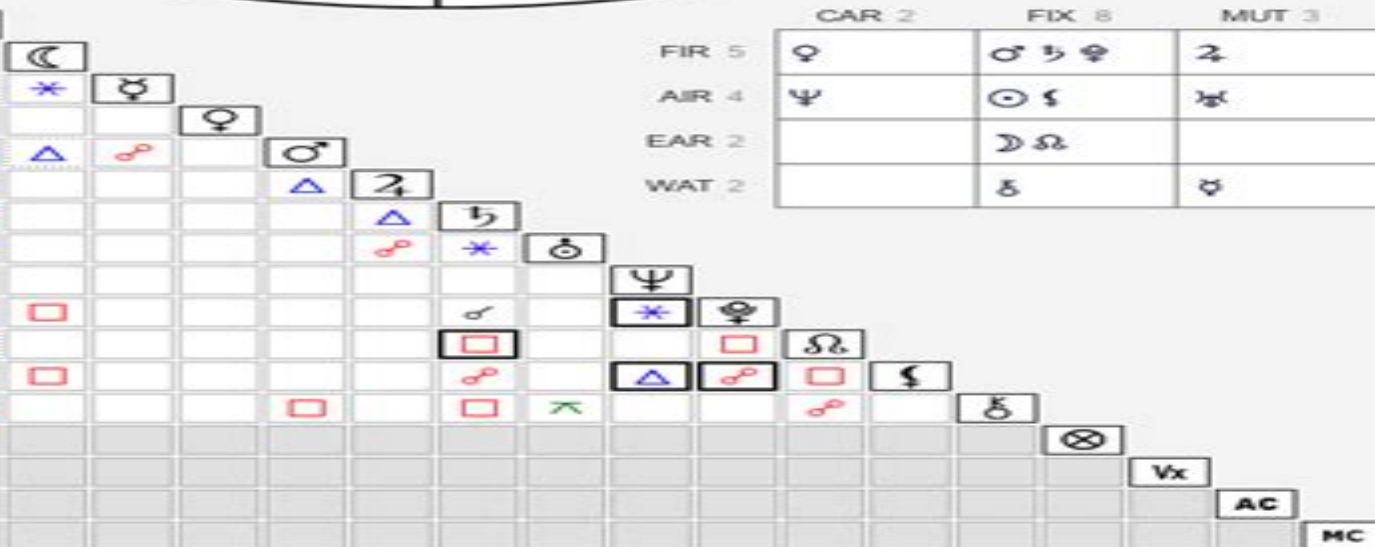 CAR 2 FIX 8 MUT 3
☾ FIR 5 ♀ ♂ ♄ ⯓ ♃
⚹ ☿ AIR 4 ♆ ☉ ⚸ ♅
♀
△ ☍ ♂ EAR 2 ☽ ☊
△ ♃ WAT 2 ⚷ ☿
△ ♄
☍ ⚹ ⛢
♆
□ ☌ ⚹ ⯓
□ □ ☊
□ ☍ △ ☍ □ ⚸
□ □ ⚻ ☍ ⚷
⊗
Vx
AC
MC